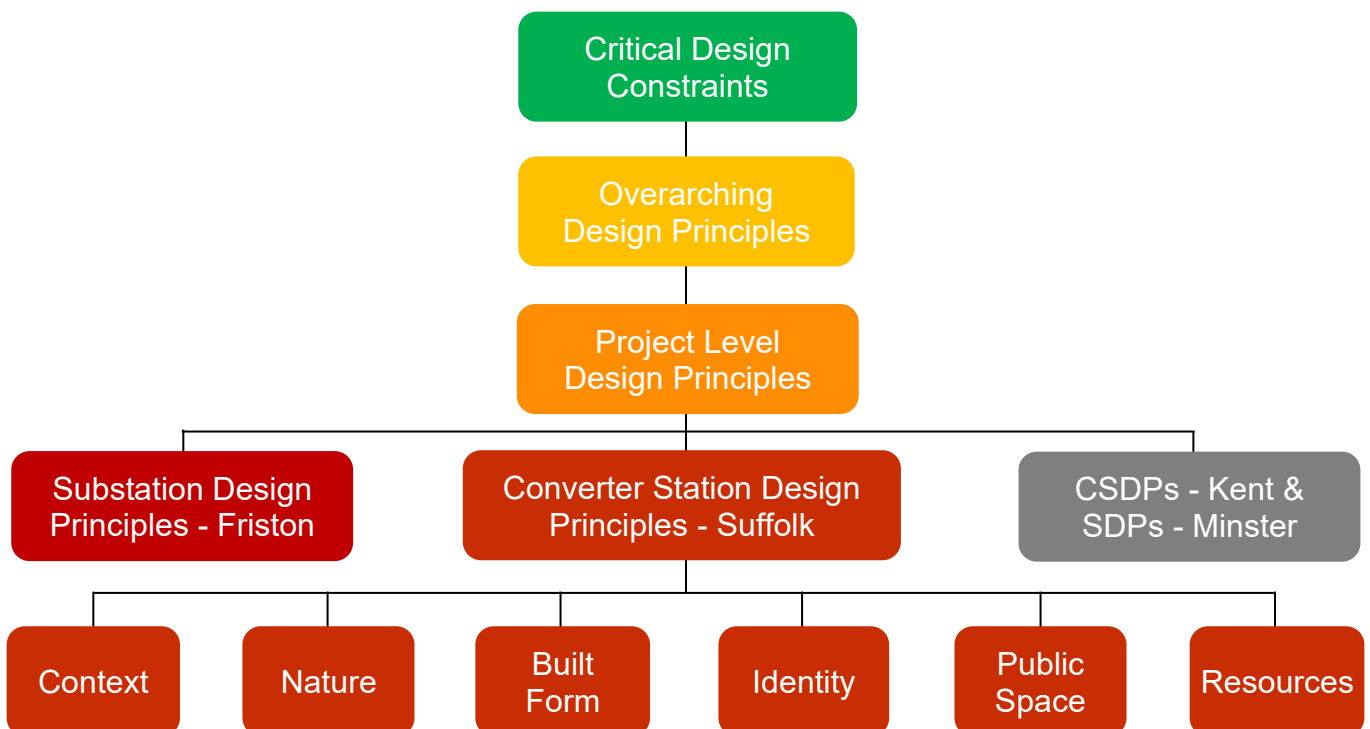 Critical Design
Constraints
Overarching
Design Principles
Project Level
Design Principles
Substation Design
Principles - Friston
Converter Station Design
Principles - Suffolk
CSDPs - Kent &
SDPs - Minster
Context
Nature
Built
Form
Identity
Public
Space
Resources